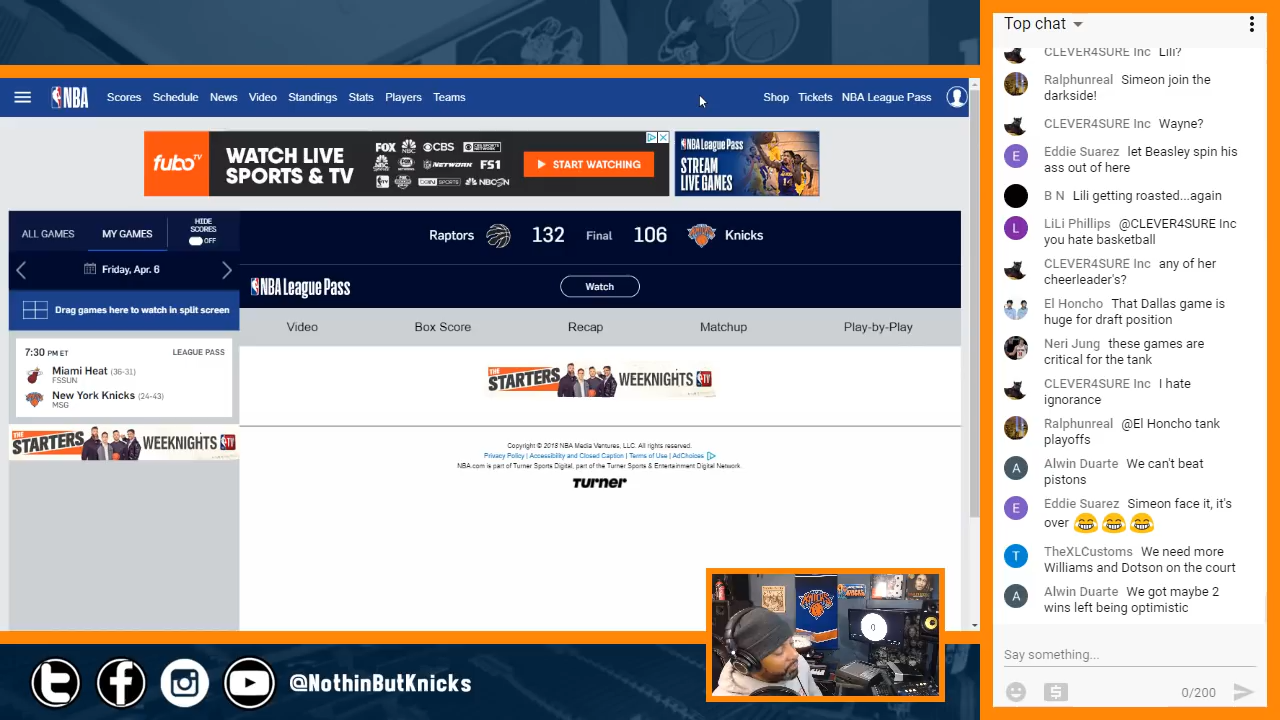 NBA
Scores
Schedule
News
Video
Standings
Stats
Players
Teams
Shop
Tickets
NBA League Pass
fubo TV
WATCH LIVE
SPORTS & TV
FOX
NBC
CBS
FS1
START WATCHING
NBA League Pass
STREAM
LIVE GAMES
ALL GAMES
MY GAMES
HIDE
SCORES
OFF
Friday, Apr. 6
Drag games here to watch in split screen
7:30 PM ET
LEAGUE PASS
Miami Heat (36-31)
FSSUN
New York Knicks (24-43)
MSG
THE
STARTERS
WEEKNIGHTS
Raptors
132
Final
106
Knicks
NBA League Pass
Watch
Video
Box Score
Recap
Matchup
Play-by-Play
THE
STARTERS
WEEKNIGHTS
Copyright © 2018 NBA Media Ventures, LLC. All rights reserved.
Privacy Policy | Accessibility and Closed Caption | Terms of Use | AdChoices
NBA.com is part of Turner Sports Digital, part of the Turner Sports & Entertainment Digital Network
TURNER
KNICKS
0
@NothinButKnicks
Top chat
CLEVER4SURE Inc Lili?
Ralphunreal Simeon join the
darkside!
CLEVER4SURE Inc Wayne?
E
Eddie Suarez let Beasley spin his
ass out of here
B N Lili getting roasted...again
L
LiLi Phillips @CLEVER4SURE Inc
you hate basketball
CLEVER4SURE Inc any of her
cheerleader's?
El Honcho That Dallas game is
huge for draft position
Neri Jung these games are
critical for the tank
CLEVER4SURE Inc I hate
ignorance
Ralphunreal @El Honcho tank
playoffs
A
Alwin Duarte We can't beat
pistons
E
Eddie Suarez Simeon face it, it's
over 😂 😂 😂
T
TheXLCustoms We need more
Williams and Dotson on the court
A
Alwin Duarte We got maybe 2
wins left being optimistic
Say something...
0/200